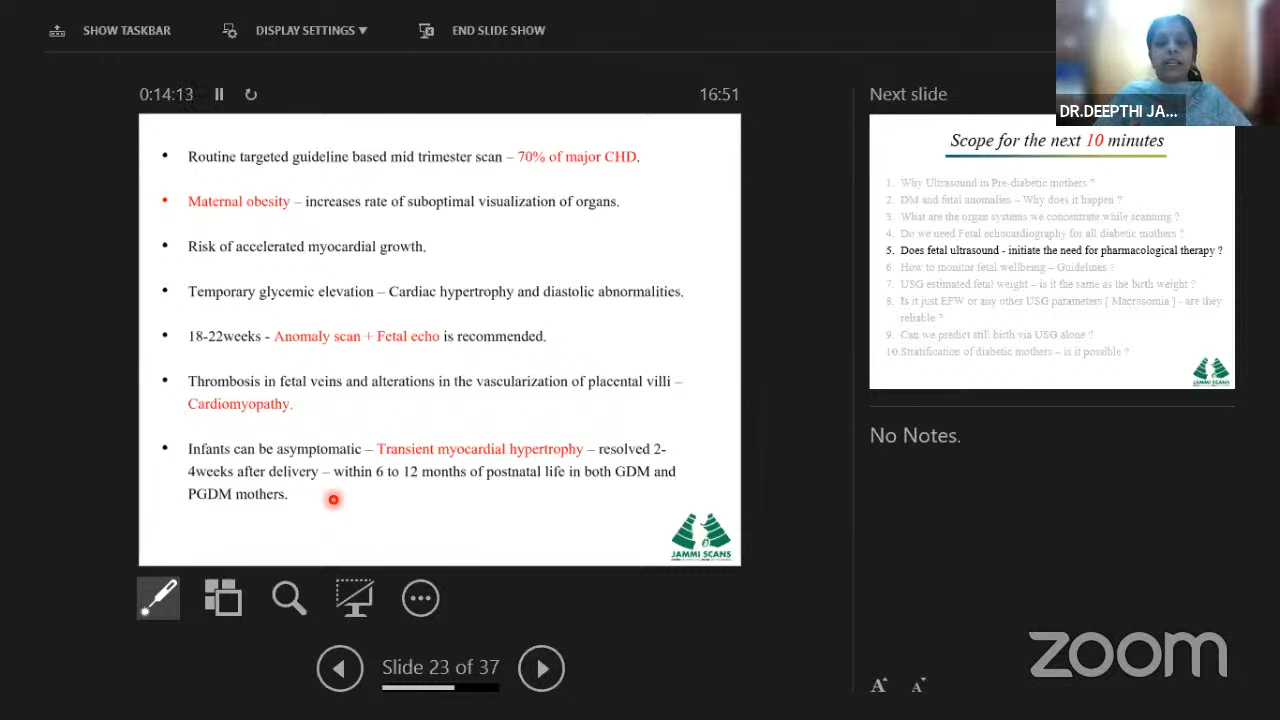 SHOW TASKBAR
DISPLAY SETTINGS ▾
END SLIDE SHOW
DR.DEEPTHI JA...
0:14:13
16:51
• Routine targeted guideline based mid trimester scan – 70% of major CHD.
• Maternal obesity – increases rate of suboptimal visualization of organs.
• Risk of accelerated myocardial growth.
• Temporary glycemic elevation – Cardiac hypertrophy and diastolic abnormalities.
• 18-22weeks - Anomaly scan + Fetal echo is recommended.
• Thrombosis in fetal veins and alterations in the vascularization of placental villi –
Cardiomyopathy.
• Infants can be asymptomatic – Transient myocardial hypertrophy – resolved 2-
4weeks after delivery – within 6 to 12 months of postnatal life in both GDM and
PGDM mothers.
JAMMI SCANS
Slide 23 of 37
Next slide
Scope for the next 10 minutes
1. Why Ultrasound in Pre-diabetic mothers ?
2. DM and fetal anomalies – Why does it happen ?
3. What are the organ systems we concentrate while scanning ?
4. Do we need Fetal echocardiography for all diabetic mothers ?
5. Does fetal ultrasound - initiate the need for pharmacological therapy ?
6. How to monitor fetal wellbeing – Guidelines ?
7. USG estimated fetal weight – is it the same as the birth weight ?
8. Is it just EFW or any other USG parameters [ Macrosomia ] - are they
reliable ?
9. Can we predict still birth via USG alone ?
10.Stratification of diabetic mothers – is it possible ?
JAMMI SCANS
No Notes.
zoom
A A